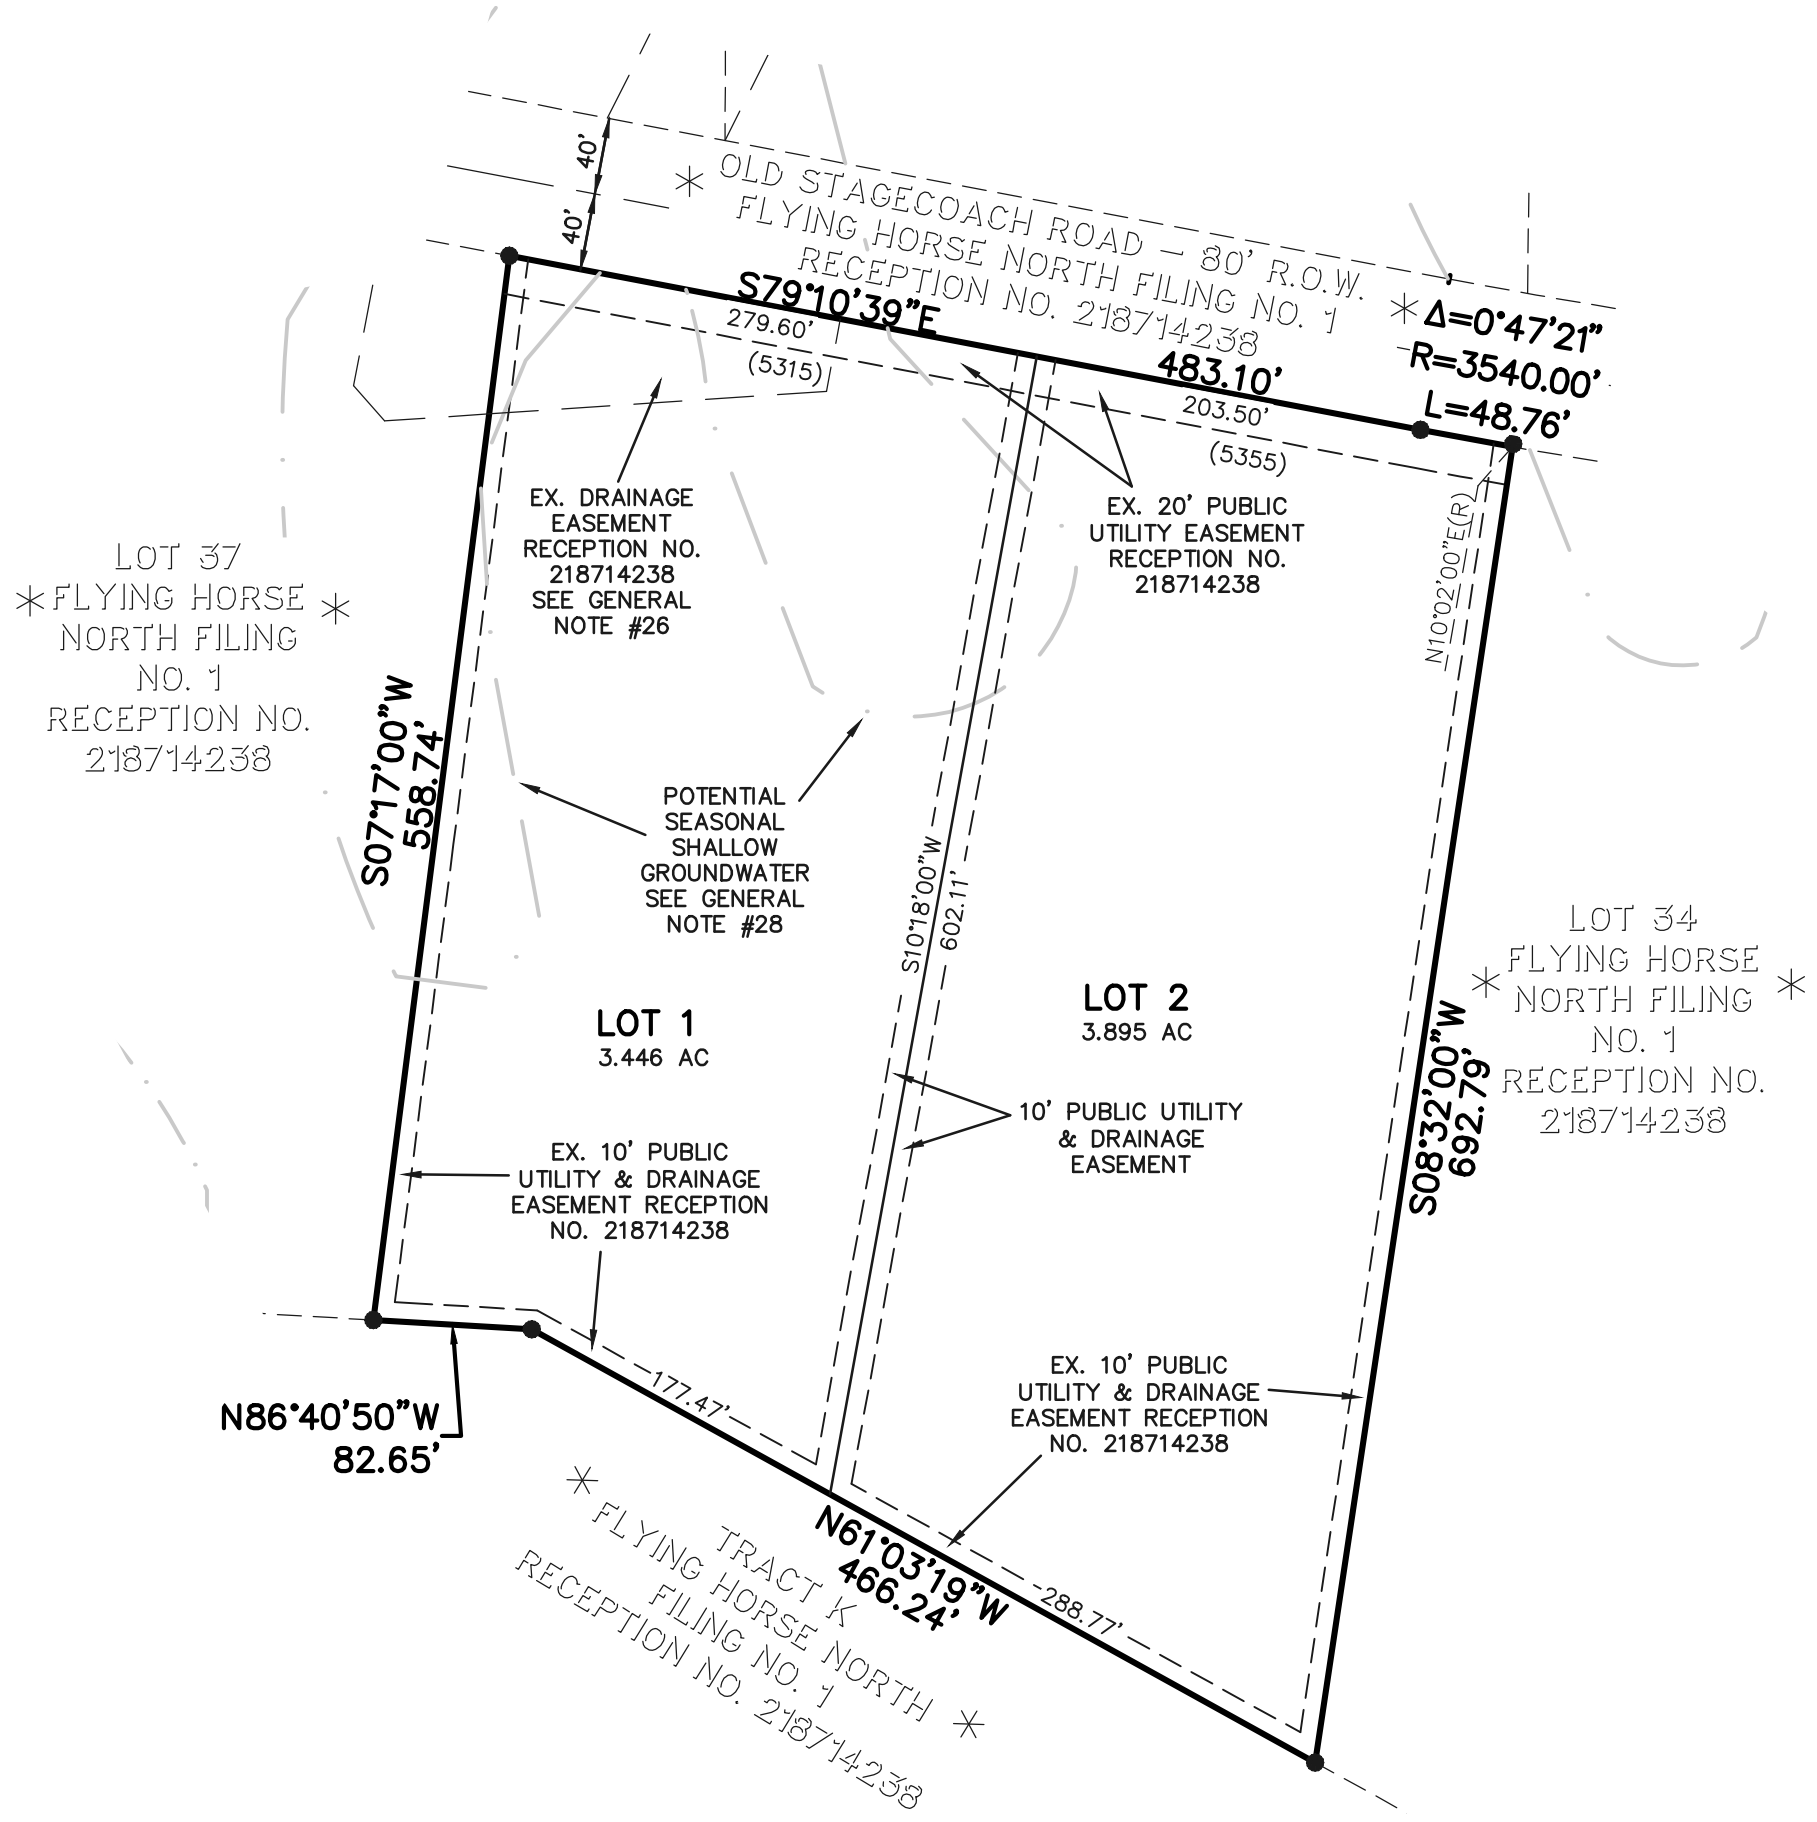 40'
40'
* OLD STAGECOACH ROAD – 80' R.O.W.
FLYING HORSE NORTH FILING NO. 1
RECEPTION NO. 218714238 *
S79°10'39"E
483.10'
279.60'
(5315)
203.50'
(5355)
Δ=0°47'21"
R=3540.00'
L=48.76'
N10°02'00"E(R)
EX. DRAINAGE
EASEMENT
RECEPTION NO.
218714238
SEE GENERAL
NOTE #26
EX. 20' PUBLIC
UTILITY EASEMENT
RECEPTION NO.
218714238
LOT 37
* FLYING HORSE *
NORTH FILING
NO. 1
RECEPTION NO.
218714238
S07°17'00"W
558.74'
POTENTIAL
SEASONAL
SHALLOW
GROUNDWATER
SEE GENERAL
NOTE #28
S10°18'00"W
602.11'
LOT 1
3.446 AC
LOT 2
3.895 AC
LOT 34
FLYING HORSE
* NORTH FILING *
NO. 1
RECEPTION NO.
218714238
S08°32'00"W
692.79'
10' PUBLIC UTILITY
& DRAINAGE
EASEMENT
EX. 10' PUBLIC
UTILITY & DRAINAGE
EASEMENT RECEPTION
NO. 218714238
EX. 10' PUBLIC
UTILITY & DRAINAGE
EASEMENT RECEPTION
NO. 218714238
N86°40'50"W
82.65'
177.47'
N61°03'19"W
466.24'
288.77'
TRACT K
* FLYING HORSE NORTH *
FILING NO. 1
RECEPTION NO. 218714238